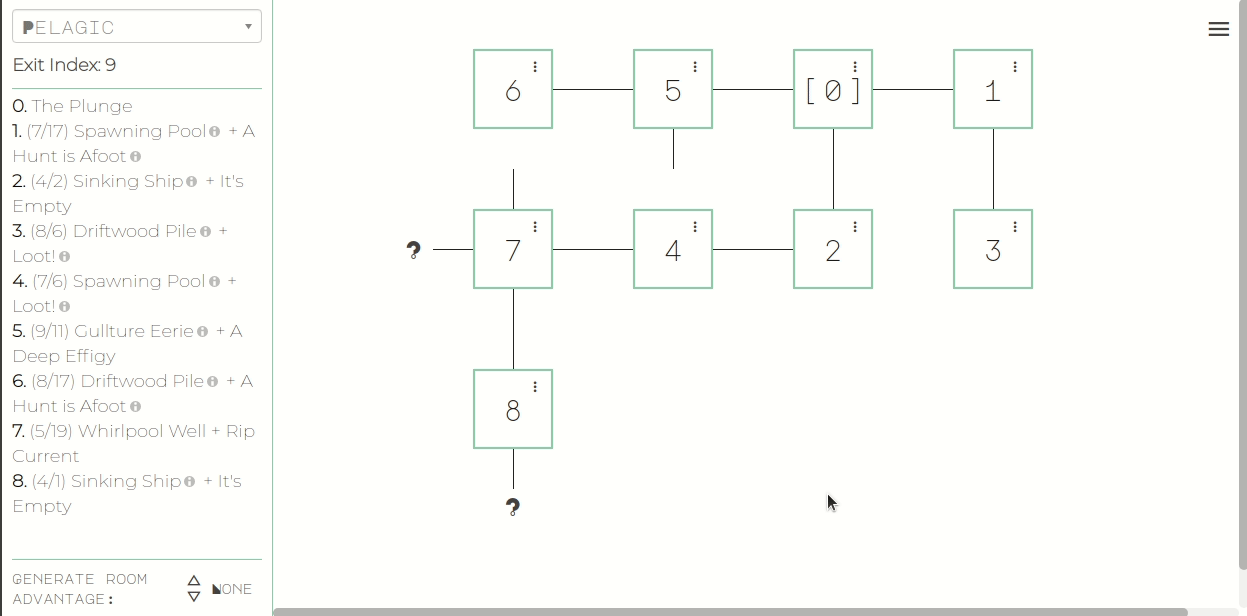 PELAGIC
Exit Index: 9
0. The Plunge
1. (7/17) Spawning Pool + A
Hunt is Afoot
2. (4/2) Sinking Ship + It's
Empty
3. (8/6) Driftwood Pile +
Loot!
4. (7/6) Spawning Pool +
Loot!
5. (9/11) Gullture Eerie + A
Deep Effigy
6. (8/17) Driftwood Pile + A
Hunt is Afoot
7. (5/19) Whirlpool Well + Rip
Current
8. (4/1) Sinking Ship + It's
Empty
GENERATE ROOM
ADVANTAGE:
NONE
6 5 [0] 1
? 7 4 2 3
8
?